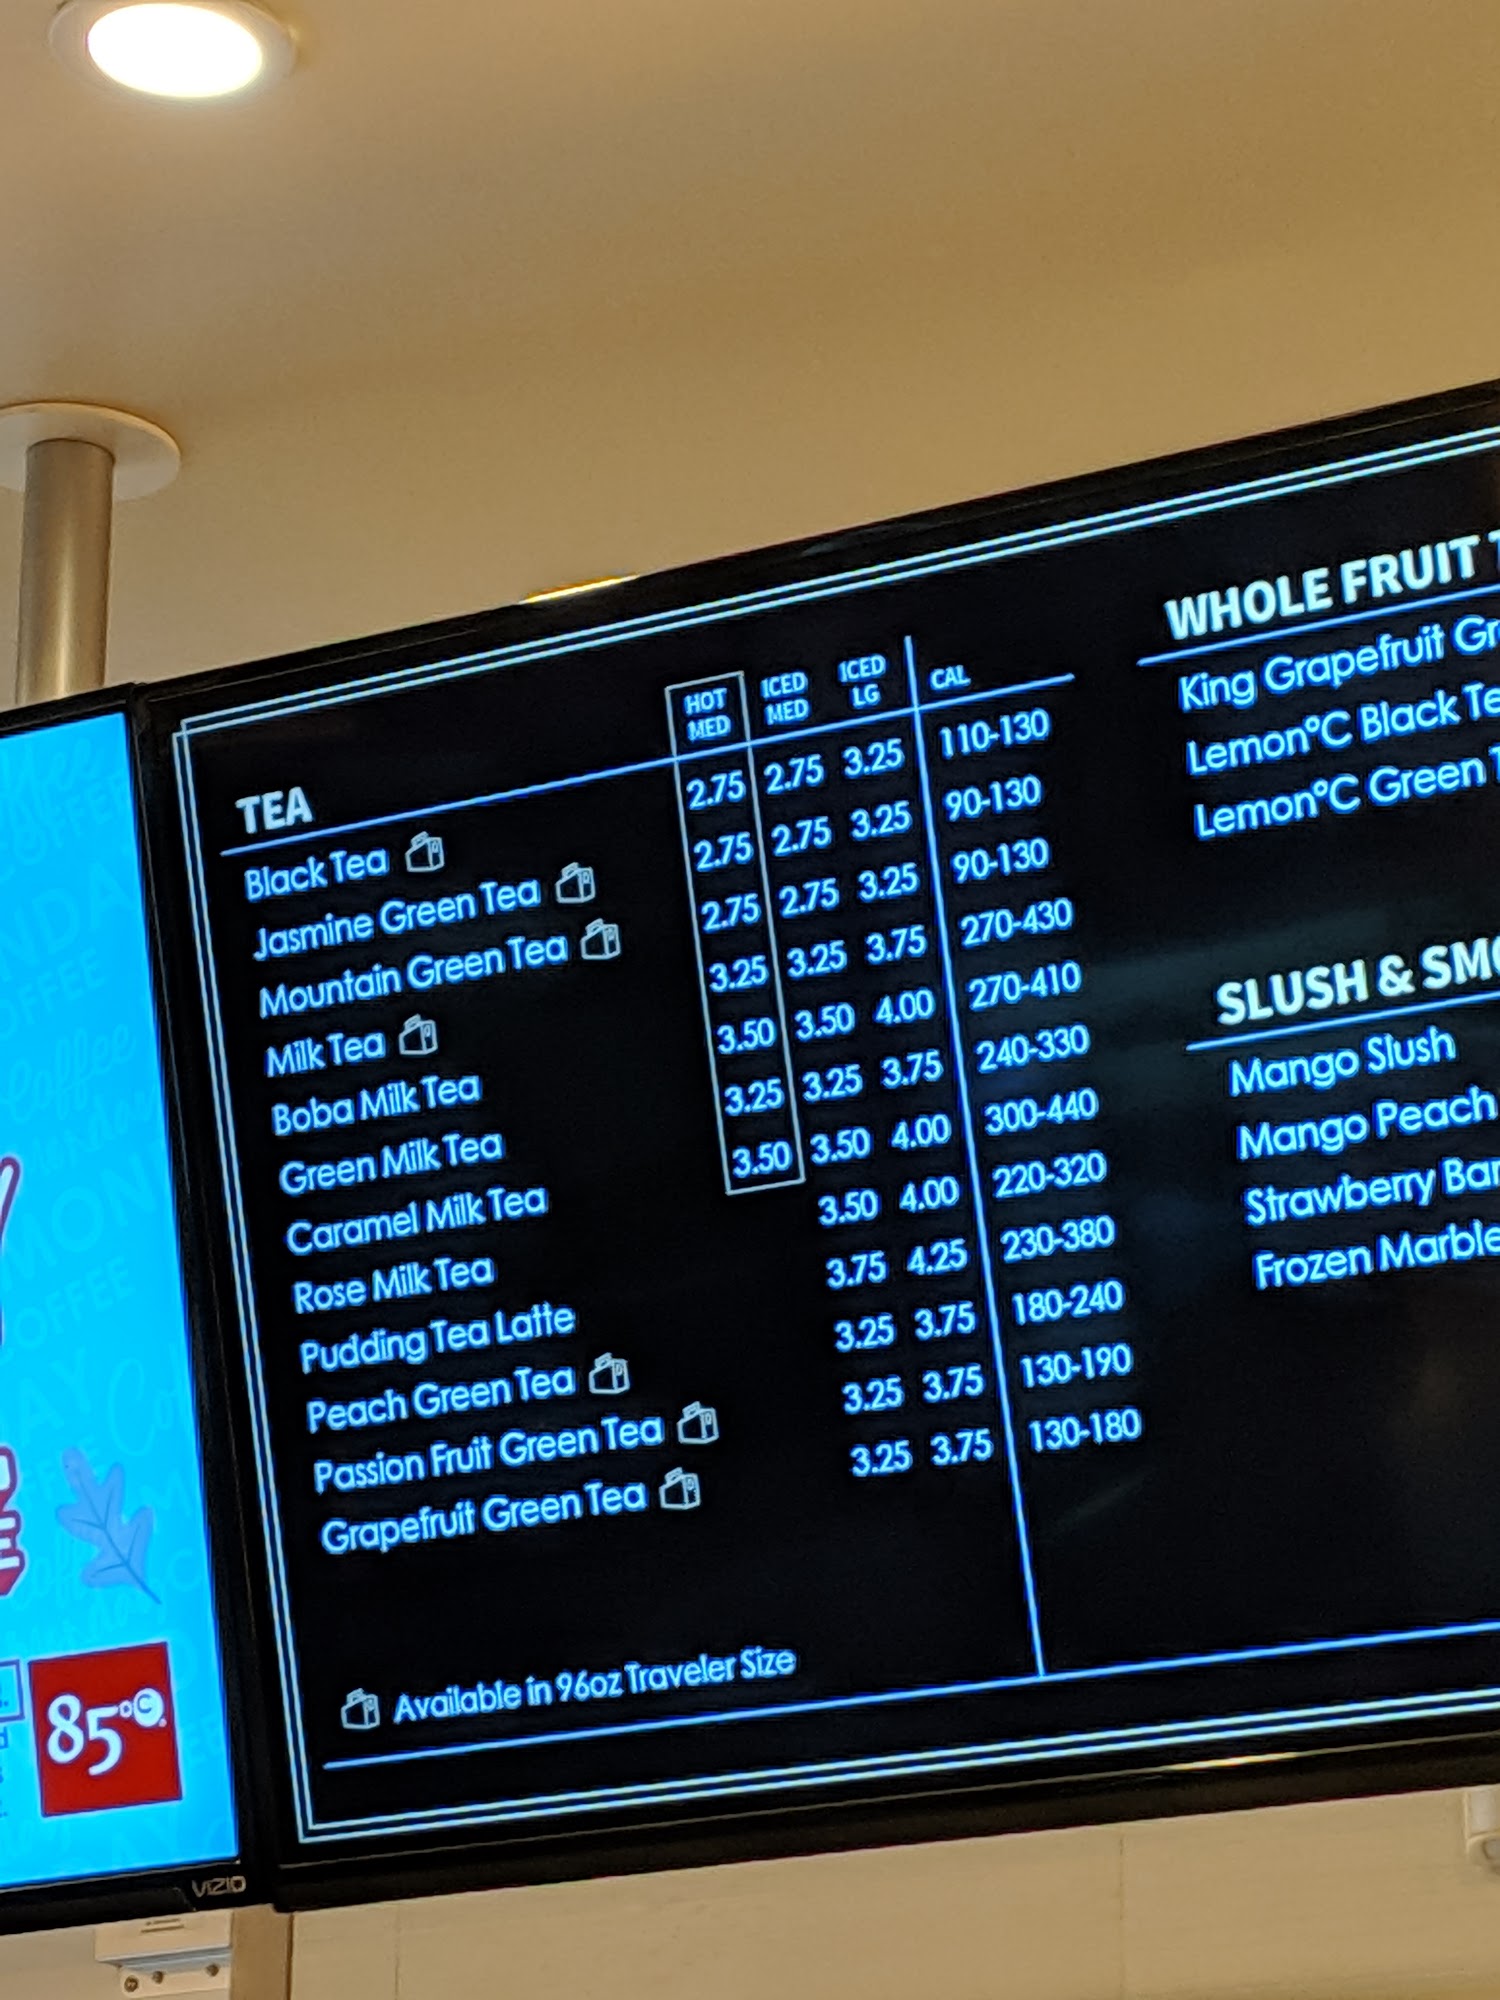 HOT MED ICED MED ICED LG CAL
TEA
Black Tea 2.75 2.75 3.25 110-130
Jasmine Green Tea 2.75 2.75 3.25 90-130
Mountain Green Tea 2.75 2.75 3.25 90-130
Milk Tea 3.25 3.25 3.75 270-430
Boba Milk Tea 3.50 3.50 4.00 270-410
Green Milk Tea 3.25 3.25 3.75 240-330
Caramel Milk Tea 3.50 3.50 4.00 300-440
Rose Milk Tea 3.50 4.00 220-320
Pudding Tea Latte 3.75 4.25 230-380
Peach Green Tea 3.25 3.75 180-240
Passion Fruit Green Tea 3.25 3.75 130-190
Grapefruit Green Tea 3.25 3.75 130-180
Available in 96oz Traveler Size
WHOLE FRUIT
King Grapefruit
Lemon°C Black
Lemon°C Green
SLUSH &
Mango Slush
Mango Peach
Strawberry
Frozen
85°C
VIZIO